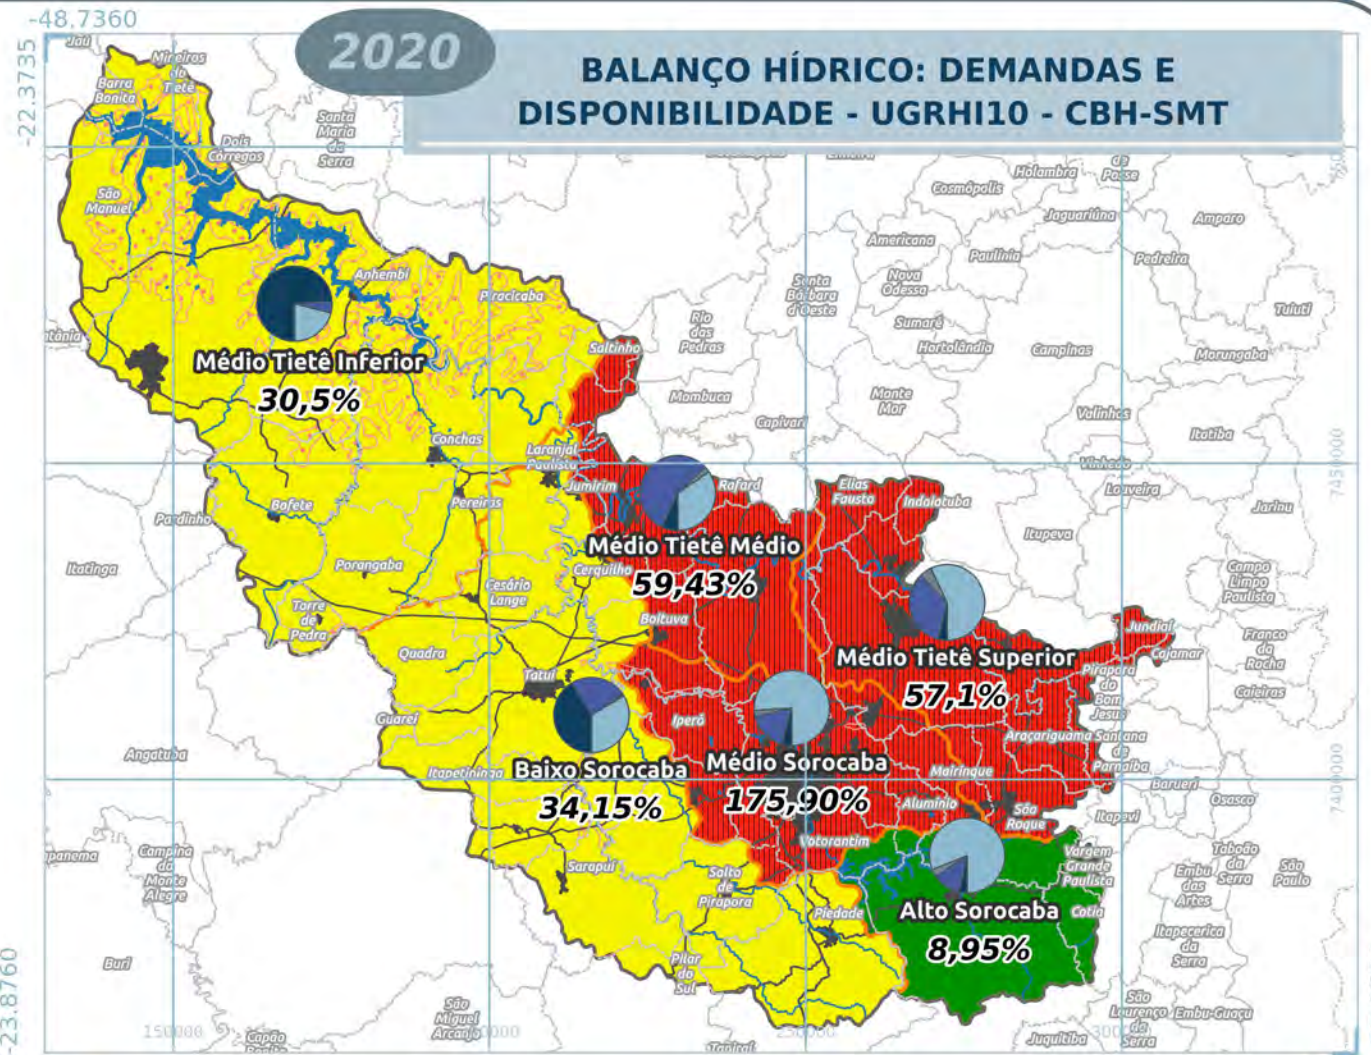 -48.7360
-22.3735
2020
BALANÇO HÍDRICO: DEMANDAS E
DISPONIBILIDADE - UGRHI10 - CBH-SMT
Jaú
Mineiros
do
Tietê
Barra
Bonita
Santa
Maria
da
Serra
Dois
Córregos
São
Manuel
Holambra
Cosmópolis
Jaguariúna
Amparo
Americana
Paulínia
Pedreira
Anhembi
Piracicaba
Santa
Bárbara
d'Oeste
Nova
Odessa
Rio
das
Pedras
Sumaré
Tuiuti
Saltinho
Hortolândia
Campinas
Morungaba
Médio Tietê Inferior
30,5%
Mombuca
Monte
Mor
Capivari
Valinhos
Itatiba
Conchas
Laranjal
Paulista
Vinhedo
Louveira
7450000
Jumirim
Rafard
Elias
Fausto
Indaiatuba
Jarinu
Pereiras
Bofete
Pardinho
Itupeva
Médio Tietê Médio
59,43%
Itatinga
Porangaba
Cerquilho
Cesário
Lange
Campo
Limpo
Paulista
Torre
de
Pedra
Boituva
Jundiaí
Franco
da
Rocha
Quadra
Cajamar
Médio Tietê Superior
57,1%
Pirapora
do
Bom
Jesus
Tatuí
Caieiras
Guareí
Iperó
Araçariguama
Santana
de
Parnaíba
Angatuba
Itapetininga
Baixo Sorocaba
34,15%
Médio Sorocaba
175,90%
Mairinque
Barueri
7400000
Alumínio
São
Roque
Osasco
Itapevi
Votorantim
Campina
do
Monte
Alegre
Sarapuí
Salto
de
Pirapora
Vargem
Grande
Paulista
Taboão
da
Serra
São
Paulo
Embu
das
Artes
Piedade
Alto Sorocaba
8,95%
Cotia
Itapecerica
da
Serra
Buri
Pilar
do
Sul
-23.8760
São
Miguel
Arcanjo
São
Lourenço
da
Serra
Embu-Guaçu
150000
250000
Capão
Juquitiba
Tapiraí